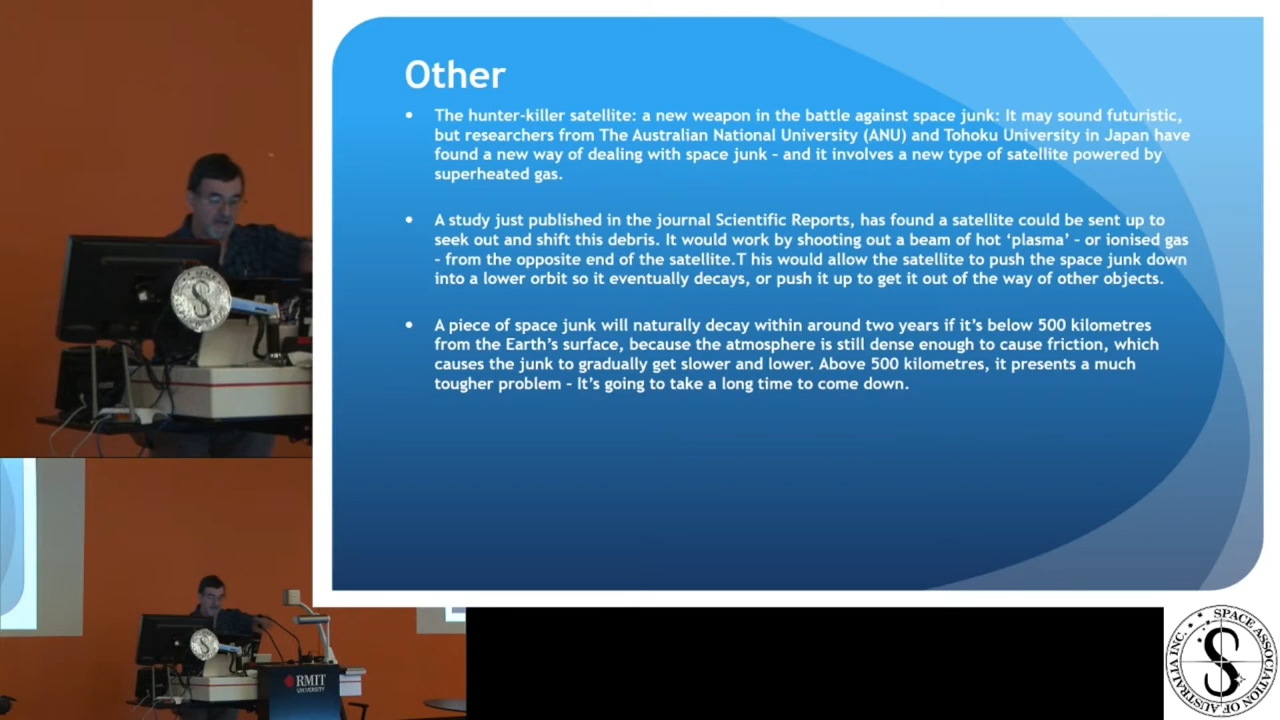 Other
• The hunter-killer satellite: a new weapon in the battle against space junk: It may sound futuristic,
but researchers from The Australian National University (ANU) and Tohoku University in Japan have
found a new way of dealing with space junk – and it involves a new type of satellite powered by
superheated gas.
• A study just published in the journal Scientific Reports, has found a satellite could be sent up to
seek out and shift this debris. It would work by shooting out a beam of hot ‘plasma’ – or ionised gas
– from the opposite end of the satellite.T his would allow the satellite to push the space junk down
into a lower orbit so it eventually decays, or push it up to get it out of the way of other objects.
• A piece of space junk will naturally decay within around two years if it’s below 500 kilometres
from the Earth’s surface, because the atmosphere is still dense enough to cause friction, which
causes the junk to gradually get slower and lower. Above 500 kilometres, it presents a much
tougher problem – It’s going to take a long time to come down.
SPACE
S
S
RMIT
UNIVERSITY
SPACE ASSOCIATION OF AUSTRALIA INC.
S